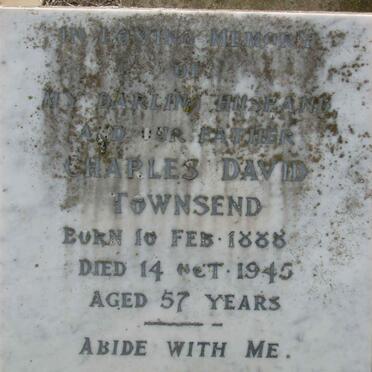 IN LOVING MEMORY
OF
MY DARLING HUSBAND
AND OUR FATHER
CHARLES DAVID
TOWNSEND
BORN 10 FEB. 1888
DIED 14 OCT. 1945
AGED 57 YEARS
ABIDE WITH ME.